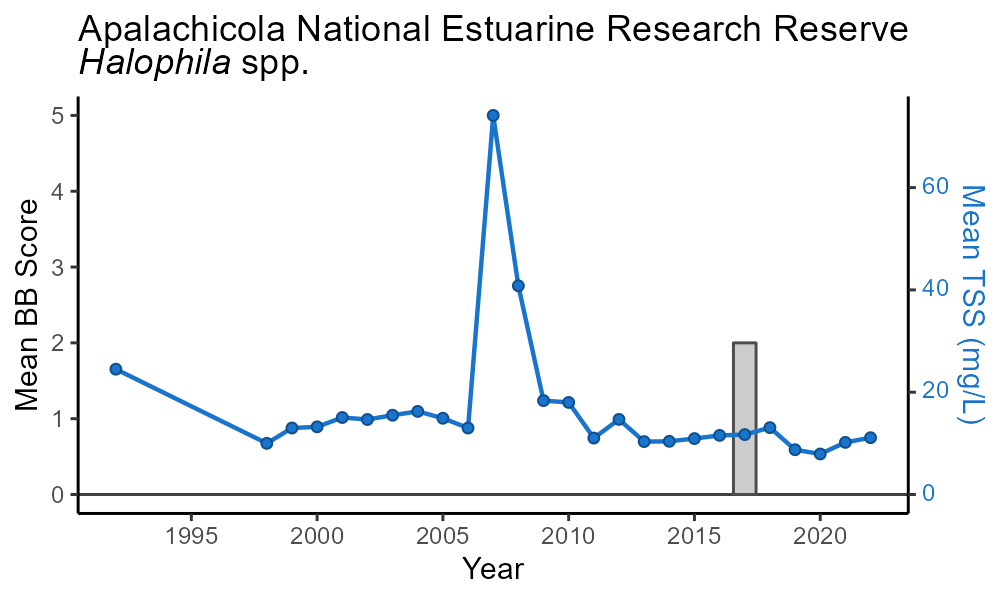 Apalachicola National Estuarine Research Reserve
Halophila spp.
Mean BB Score
5
4
3
2
1
0
60
40
20
0
Mean TSS (mg/L)
1995 2000 2005 2010 2015 2020
Year